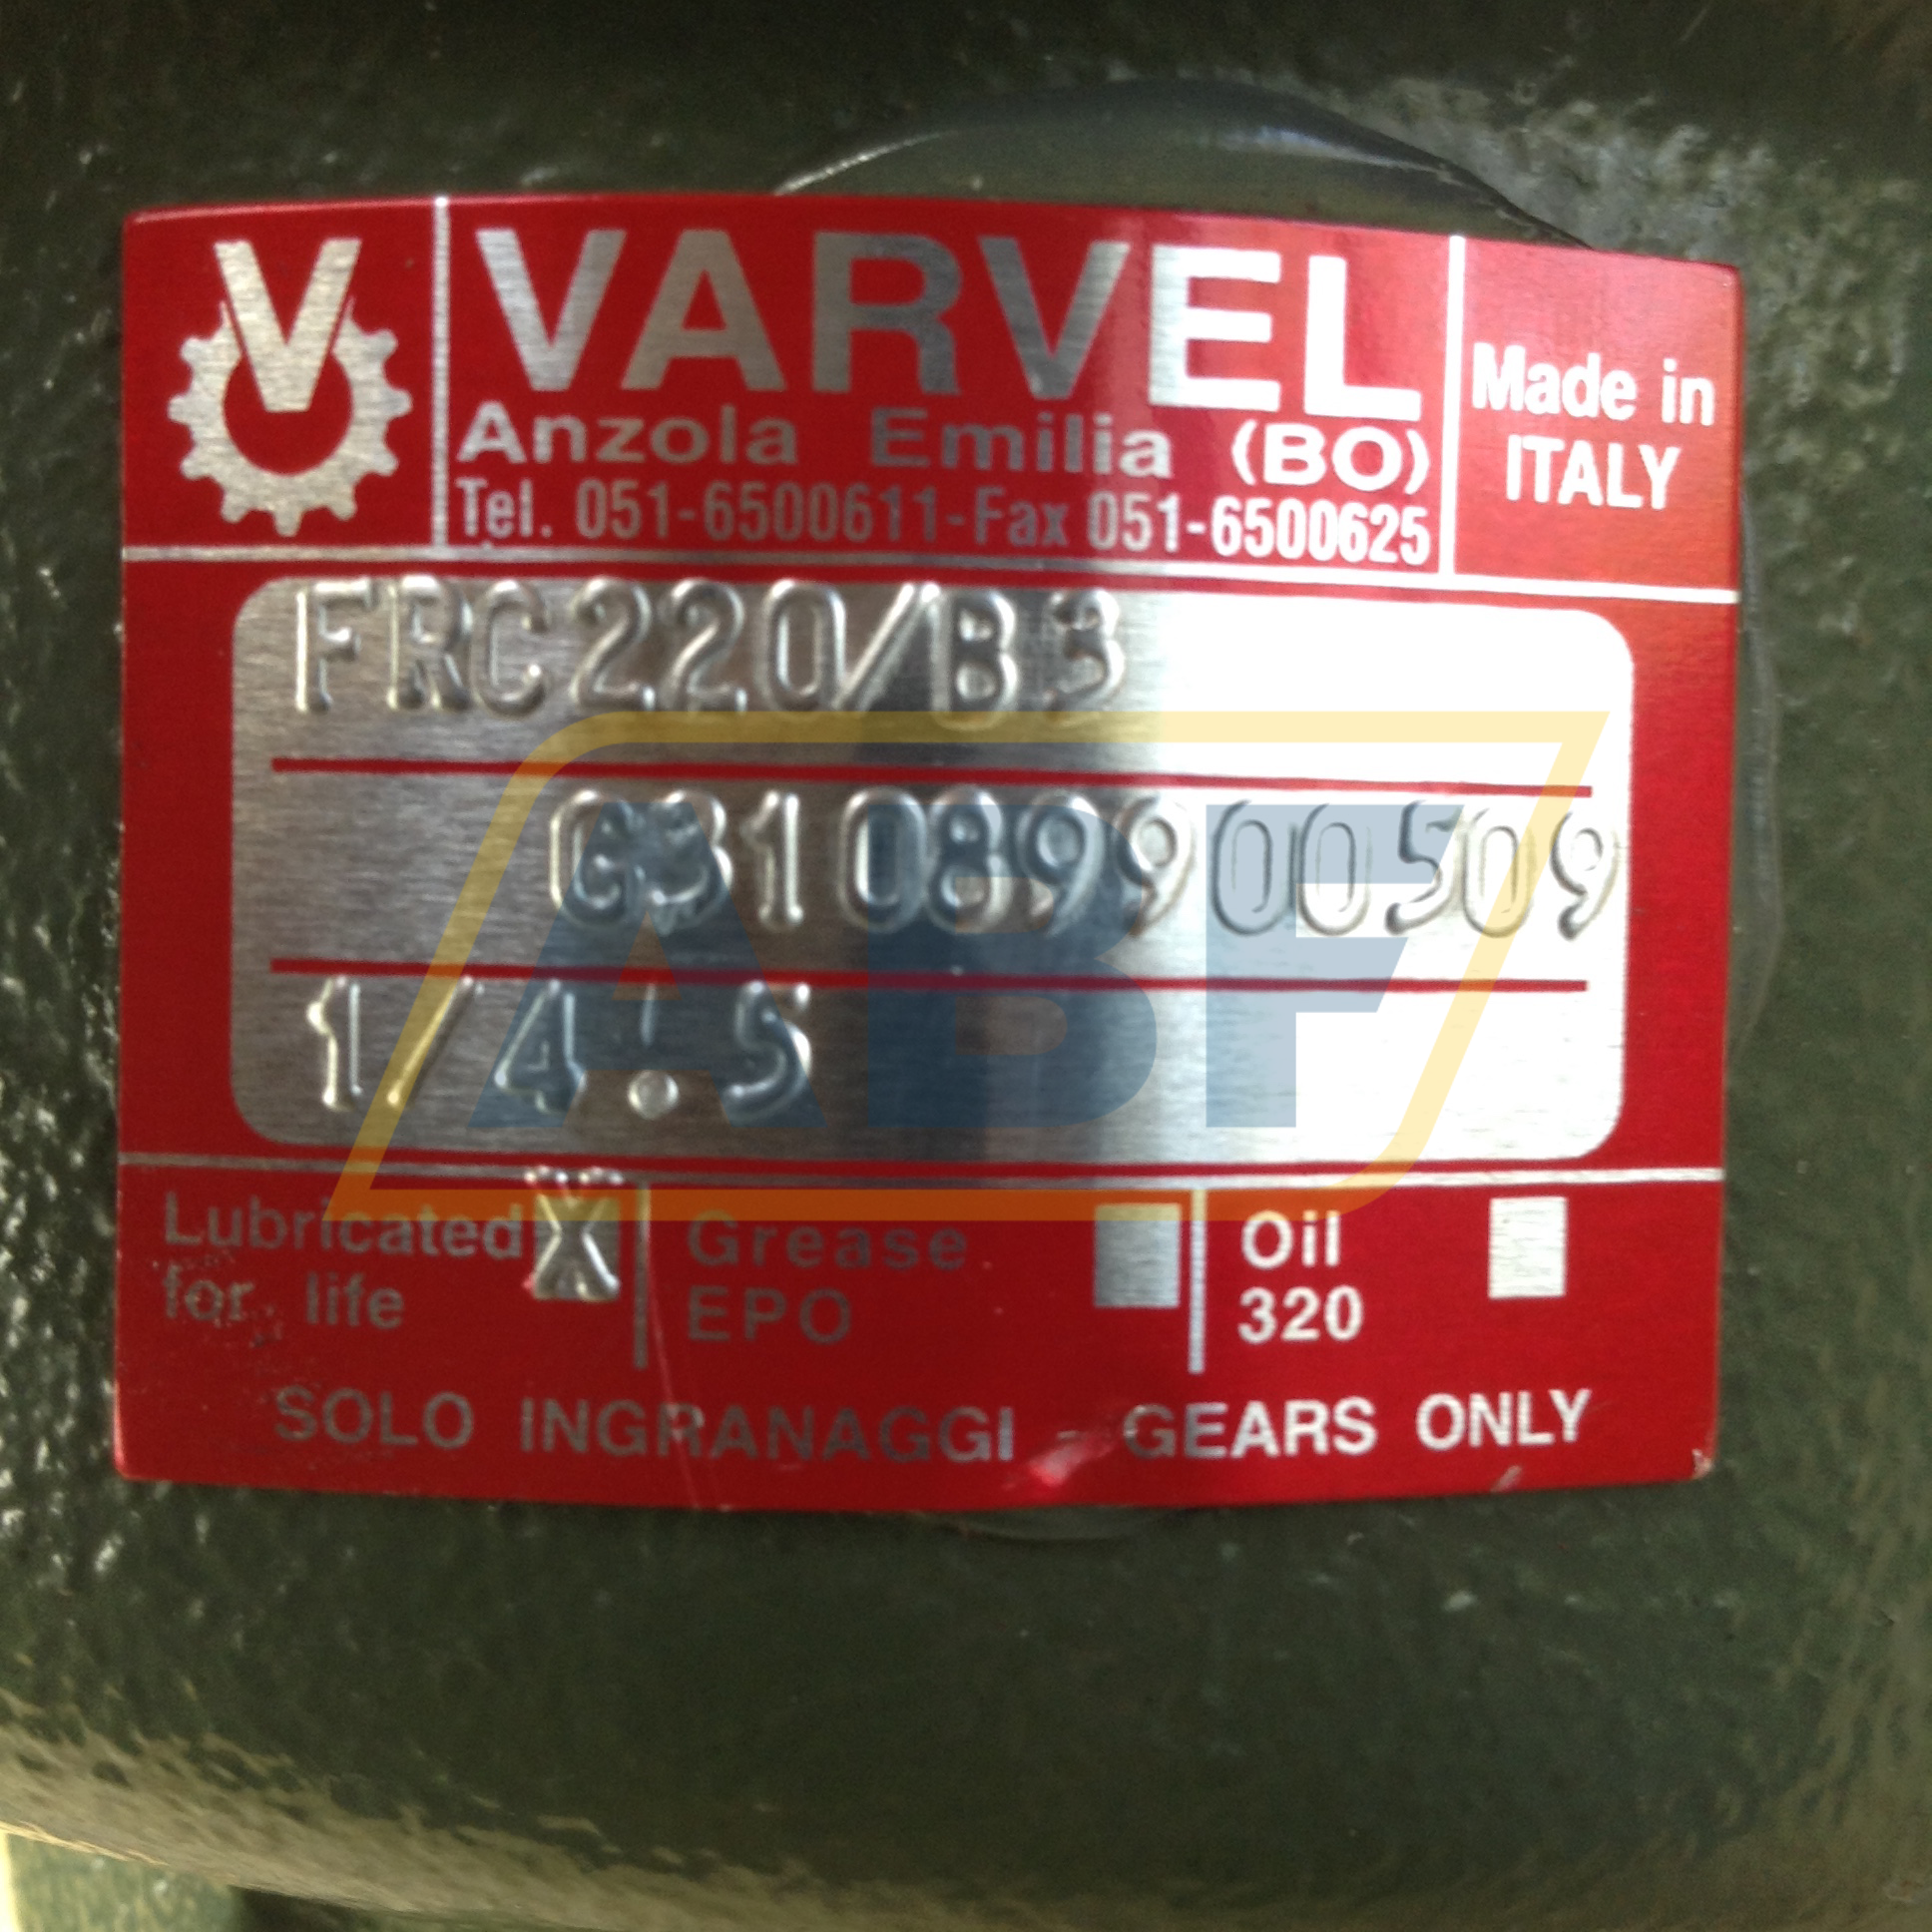 V
VARVEL
Anzola Emilia (BO)
Tel. 051-6500611-Fax 051-6500625
Made in
ITALY
FRC220/B3
G31089900509
1/4.5
Lubricated X
for life
Grease
EPO
Oil
320
SOLO INGRANAGGI - GEARS ONLY
ABF